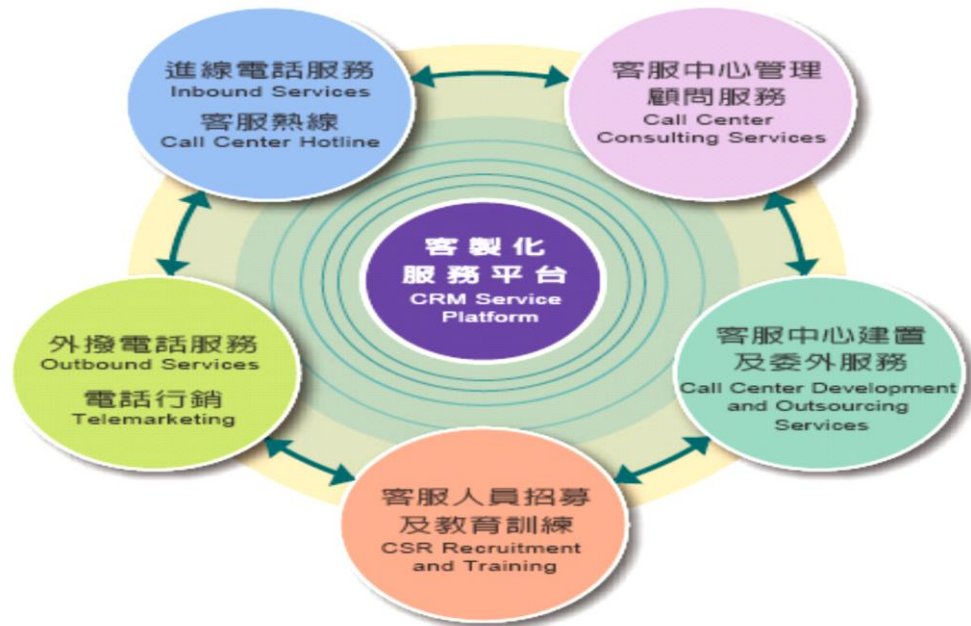 進線電話服務
Inbound Services
客服熱線
Call Center Hotline
客服中心管理
顧問服務
Call Center
Consulting Services
客製化
服務平台
CRM Service
Platform
外撥電話服務
Outbound Services
電話行銷
Telemarketing
客服中心建置
及委外服務
Call Center Development
and Outsourcing
Services
客服人員招募
及教育訓練
CSR Recruitment
and Training